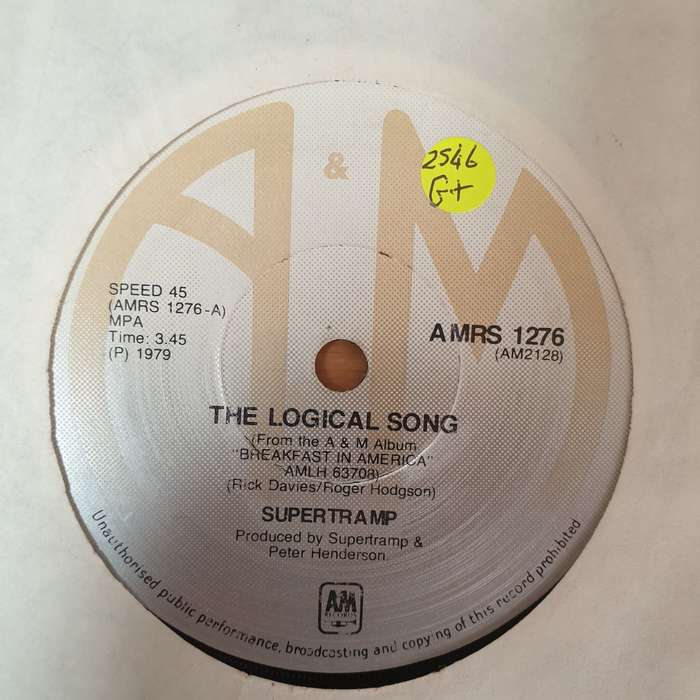 A & M
2546
G+
SPEED 45
(AMRS 1276-A)
MPA
Time: 3.45
(P) 1979
AMRS 1276
(AM2128)
THE LOGICAL SONG
(From the A & M Album
"BREAKFAST IN AMERICA"
AMLH 63708)
(Rick Davies/Roger Hodgson)
SUPERTRAMP
Produced by Supertramp &
Peter Henderson.
A&M
RECORDS
Unauthorised public performance, broadcasting and copying of this record prohibited